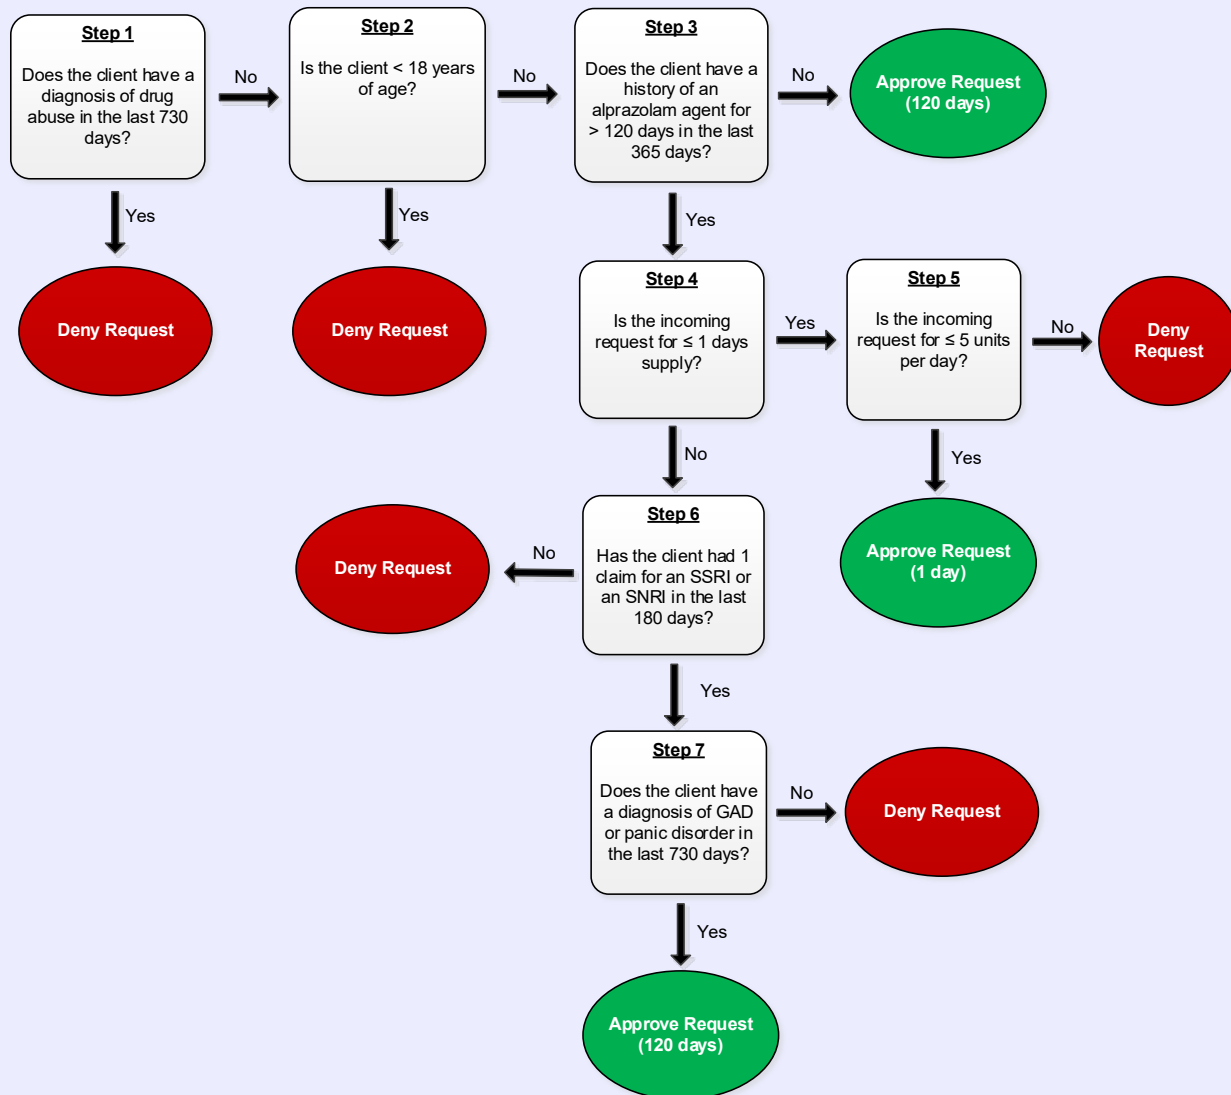 Step 1
Does the client have a
diagnosis of drug
abuse in the last 730
days?
No
Yes
Deny Request
Step 2
Is the client < 18 years
of age?
No
Yes
Deny Request
Step 3
Does the client have a
history of an
alprazolam agent for
> 120 days in the last
365 days?
No
Approve Request
(120 days)
Yes
Step 4
Is the incoming
request for ≤ 1 days
supply?
Yes
Step 5
Is the incoming
request for ≤ 5 units
per day?
No
Deny
Request
Yes
Approve Request
(1 day)
No
Step 6
Has the client had 1
claim for an SSRI or
an SNRI in the last
180 days?
No
Deny Request
Yes
Step 7
Does the client have
a diagnosis of GAD
or panic disorder in
the last 730 days?
No
Deny Request
Yes
Approve Request
(120 days)